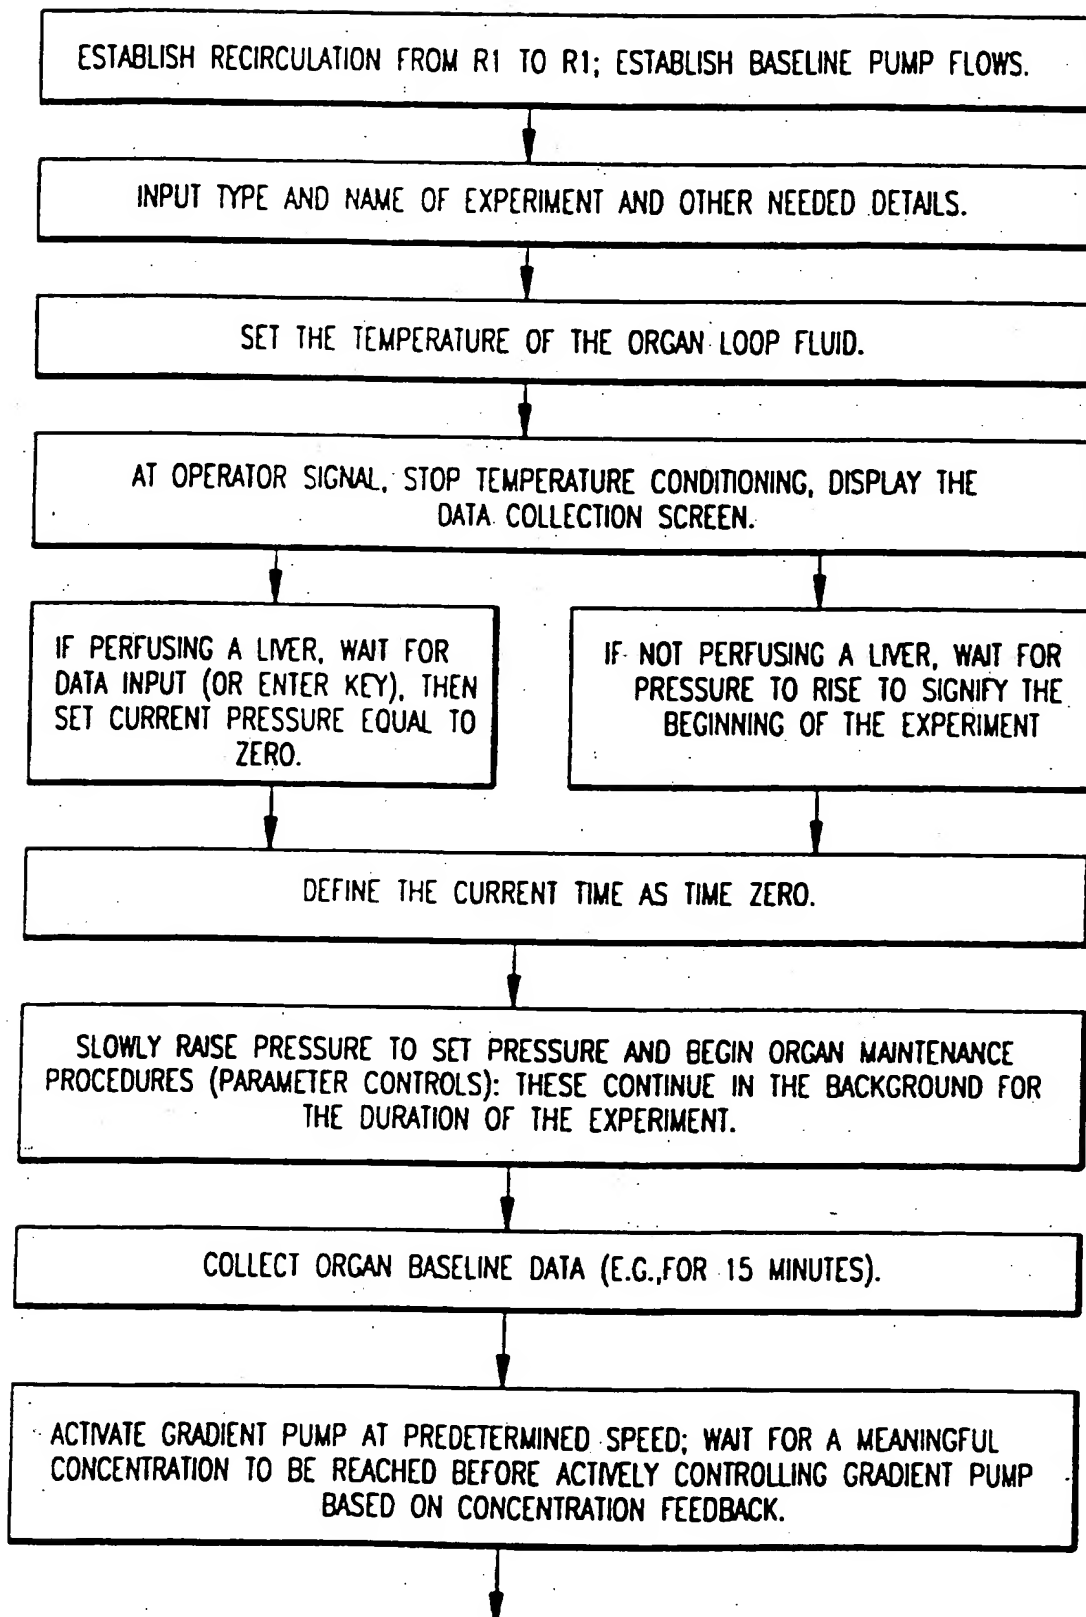 ESTABLISH RECIRCULATION FROM R1 TO R1; ESTABLISH BASELINE PUMP FLOWS.
INPUT TYPE AND NAME OF EXPERIMENT AND OTHER NEEDED DETAILS.
SET THE TEMPERATURE OF THE ORGAN LOOP FLUID.
AT OPERATOR SIGNAL, STOP TEMPERATURE CONDITIONING, DISPLAY THE
DATA COLLECTION SCREEN.
IF PERFUSING A LIVER, WAIT FOR
DATA INPUT (OR ENTER KEY), THEN
SET CURRENT PRESSURE EQUAL TO
ZERO.
IF NOT PERFUSING A LIVER, WAIT FOR
PRESSURE TO RISE TO SIGNIFY THE
BEGINNING OF THE EXPERIMENT
DEFINE THE CURRENT TIME AS TIME ZERO.
SLOWLY RAISE PRESSURE TO SET PRESSURE AND BEGIN ORGAN MAINTENANCE
PROCEDURES (PARAMETER CONTROLS): THESE CONTINUE IN THE BACKGROUND FOR
THE DURATION OF THE EXPERIMENT.
COLLECT ORGAN BASELINE DATA (E.G.,FOR 15 MINUTES).
ACTIVATE GRADIENT PUMP AT PREDETERMINED SPEED; WAIT FOR A MEANINGFUL
CONCENTRATION TO BE REACHED BEFORE ACTIVELY CONTROLLING GRADIENT PUMP
BASED ON CONCENTRATION FEEDBACK.